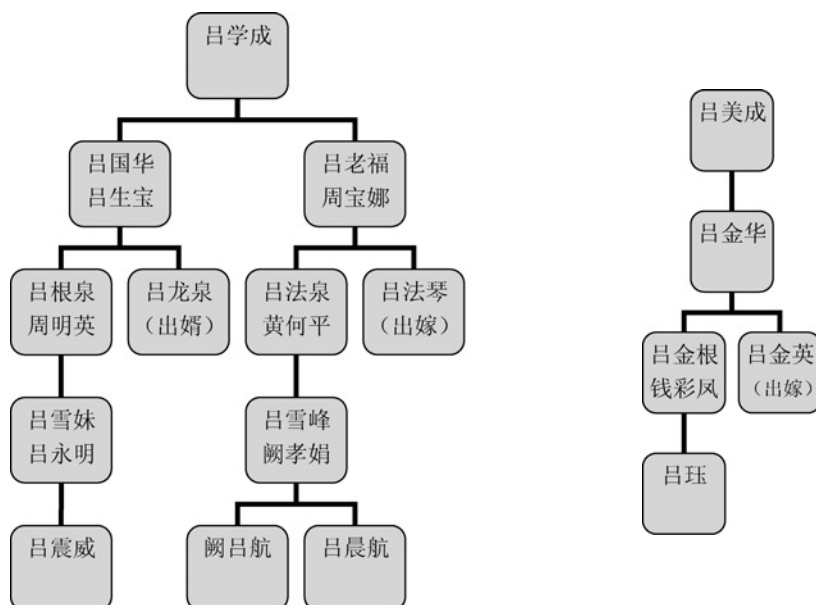 吕学成
吕国华
吕生宝
吕老福
周宝娜
吕根泉
周明英
吕龙泉
（出婿）
吕法泉
黄何平
吕法琴
（出嫁）
吕雪妹
吕永明
吕雪峰
阙孝娟
吕震威
阙吕航
吕晨航
吕美成
吕金华
吕金根
钱彩凤
吕金英
（出嫁）
吕珏